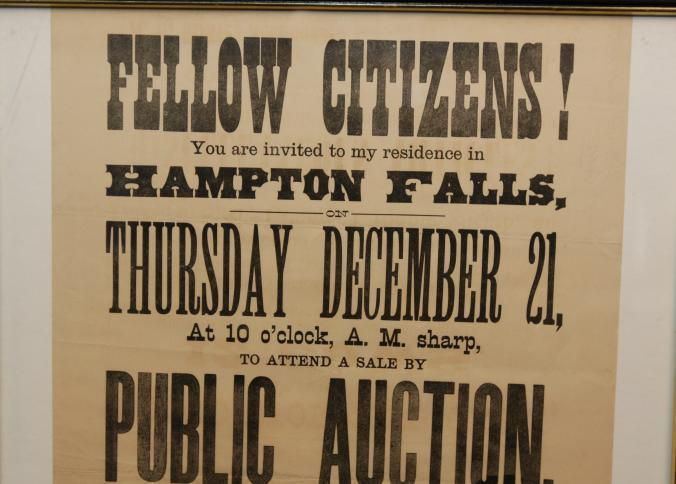 FELLOW CITIZENS!
You are invited to my residence in
HAMPTON FALLS,
ON
THURSDAY DECEMBER 21,
At 10 o'clock, A. M. sharp,
TO ATTEND A SALE BY
PUBLIC AUCTION.